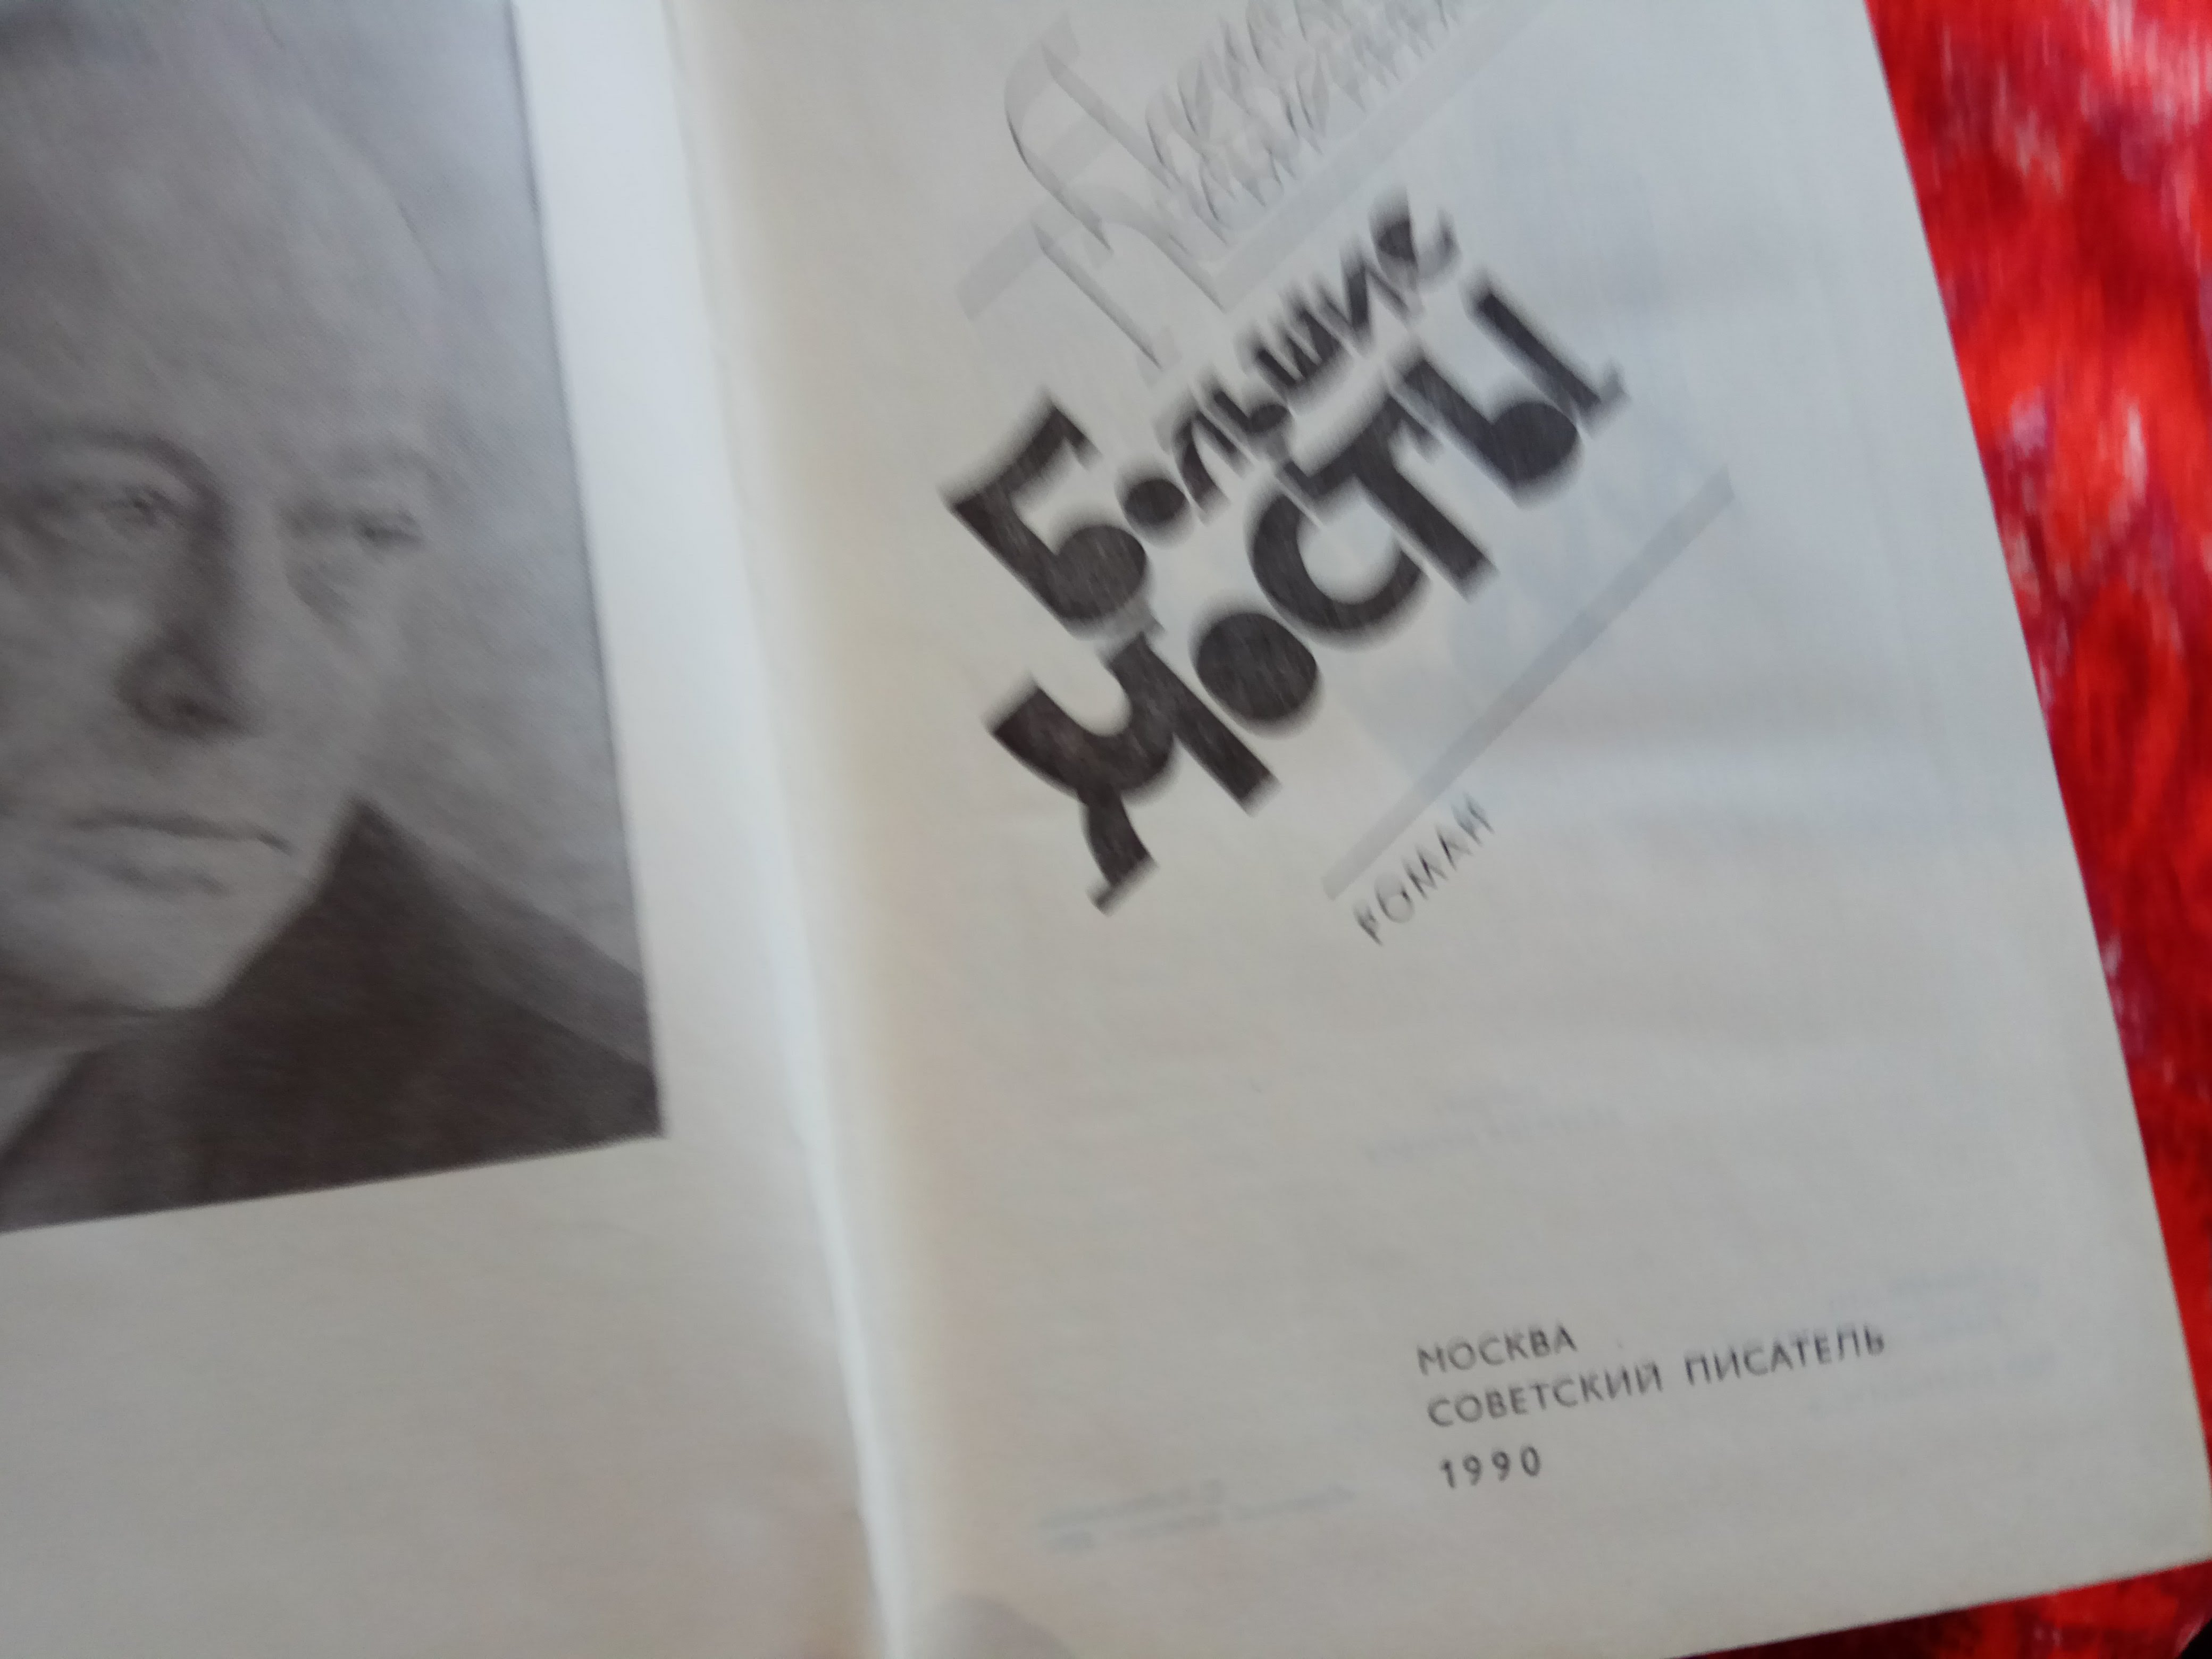 Большие
Мосты
РОМАН
МОСКВА
СОВЕТСКИЙ ПИСАТЕЛЬ
1990